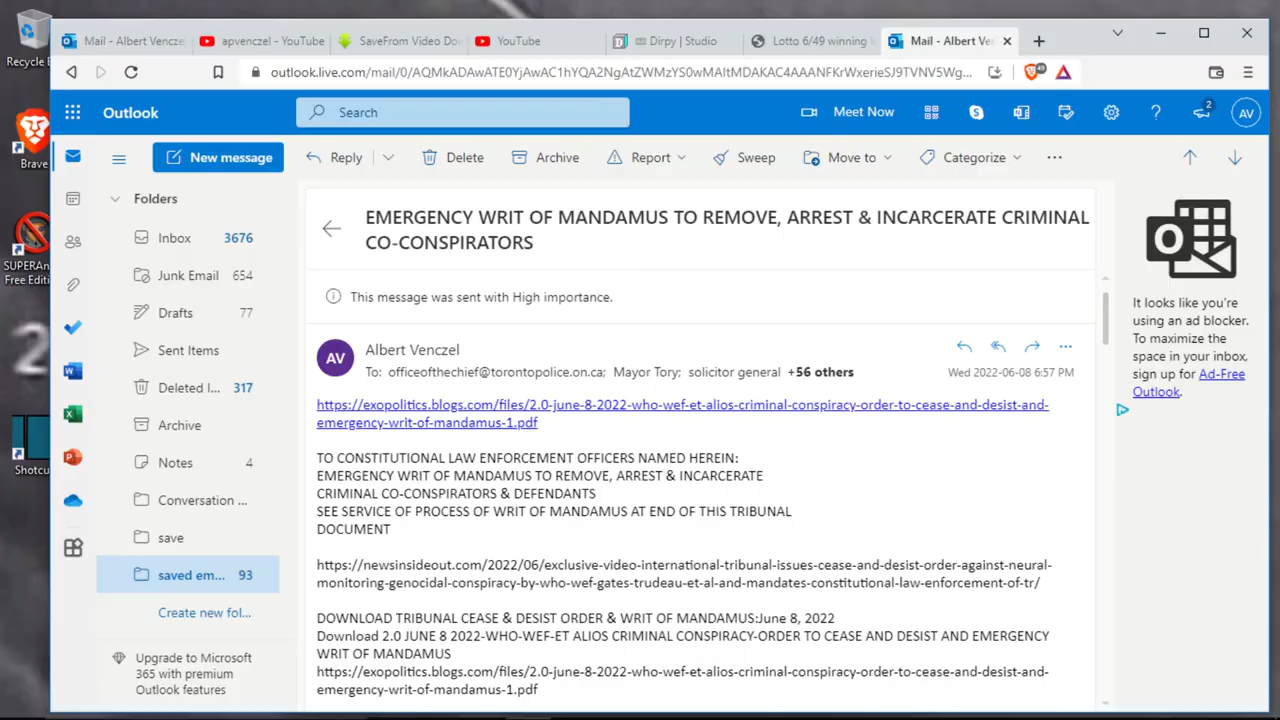 Recycle B
Brave
SUPERAn
Free Editi
Shotcu
Mail - Albert Vencze
apvenczel - YouTube
SaveFrom Video Do
YouTube
Dirpy | Studio
Lotto 6/49 winning
Mail - Albert Ve
outlook.live.com/mail/0/AQMkADAwATE0YjAwAC1hYQA2NgAtZWMzYS0wMAItMDAKAC4AAANFKrWxerieSJ9TVNV5Wg...
49
Outlook
Search
Meet Now
2
AV
New message
Reply
Delete
Archive
Report
Sweep
Move to
Categorize
Folders
Inbox 3676
Junk Email 654
Drafts 77
Sent Items
Deleted I... 317
Archive
Notes 4
Conversation ...
save
saved em... 93
Create new fol...
Upgrade to Microsoft
365 with premium
Outlook features
EMERGENCY WRIT OF MANDAMUS TO REMOVE, ARREST & INCARCERATE CRIMINAL
CO-CONSPIRATORS
This message was sent with High importance.
AV
Albert Venczel
To: officeofthechief@torontopolice.on.ca; Mayor Tory; solicitor general +56 others
Wed 2022-06-08 6:57 PM
https://exopolitics.blogs.com/files/2.0-june-8-2022-who-wef-et-alios-criminal-conspiracy-order-to-cease-and-desist-and-
emergency-writ-of-mandamus-1.pdf
TO CONSTITUTIONAL LAW ENFORCEMENT OFFICERS NAMED HEREIN:
EMERGENCY WRIT OF MANDAMUS TO REMOVE, ARREST & INCARCERATE
CRIMINAL CO-CONSPIRATORS & DEFENDANTS
SEE SERVICE OF PROCESS OF WRIT OF MANDAMUS AT END OF THIS TRIBUNAL
DOCUMENT
https://newsinsideout.com/2022/06/exclusive-video-international-tribunal-issues-cease-and-desist-order-against-neural-
monitoring-genocidal-conspiracy-by-who-wef-gates-trudeau-et-al-and-mandates-constitutional-law-enforcement-of-tr/
DOWNLOAD TRIBUNAL CEASE & DESIST ORDER & WRIT OF MANDAMUS:June 8, 2022
Download 2.0 JUNE 8 2022-WHO-WEF-ET ALIOS CRIMINAL CONSPIRACY-ORDER TO CEASE AND DESIST AND EMERGENCY
WRIT OF MANDAMUS
https://exopolitics.blogs.com/files/2.0-june-8-2022-who-wef-et-alios-criminal-conspiracy-order-to-cease-and-desist-and-
emergency-writ-of-mandamus-1.pdf
It looks like you're
using an ad blocker.
To maximize the
space in your inbox,
sign up for Ad-Free
Outlook.